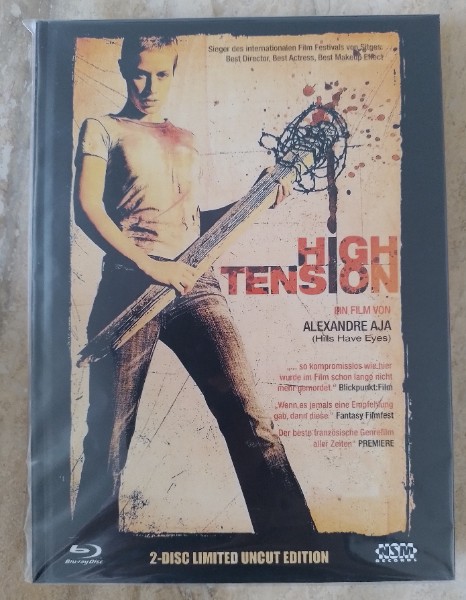 Sieger des internationalen Film Festivals von Sitges:
Best Director, Best Actress, Best Makeup Effect
HIGH
TENSION
EIN FILM VON
ALEXANDRE AJA
(Hills Have Eyes)
„.... so kompromisslos wie hier
wurde im Film schon lange nicht
mehr gemordet.“ Blickpunkt:Film
„Wenn es jemals eine Empfehlung
gab, dann diese.“ Fantasy Filmfest
Der beste französische Genrefilm
aller Zeiten“ PREMIERE
Blu-ray Disc
2-DISC LIMITED UNCUT EDITION
NSM
RECORDS